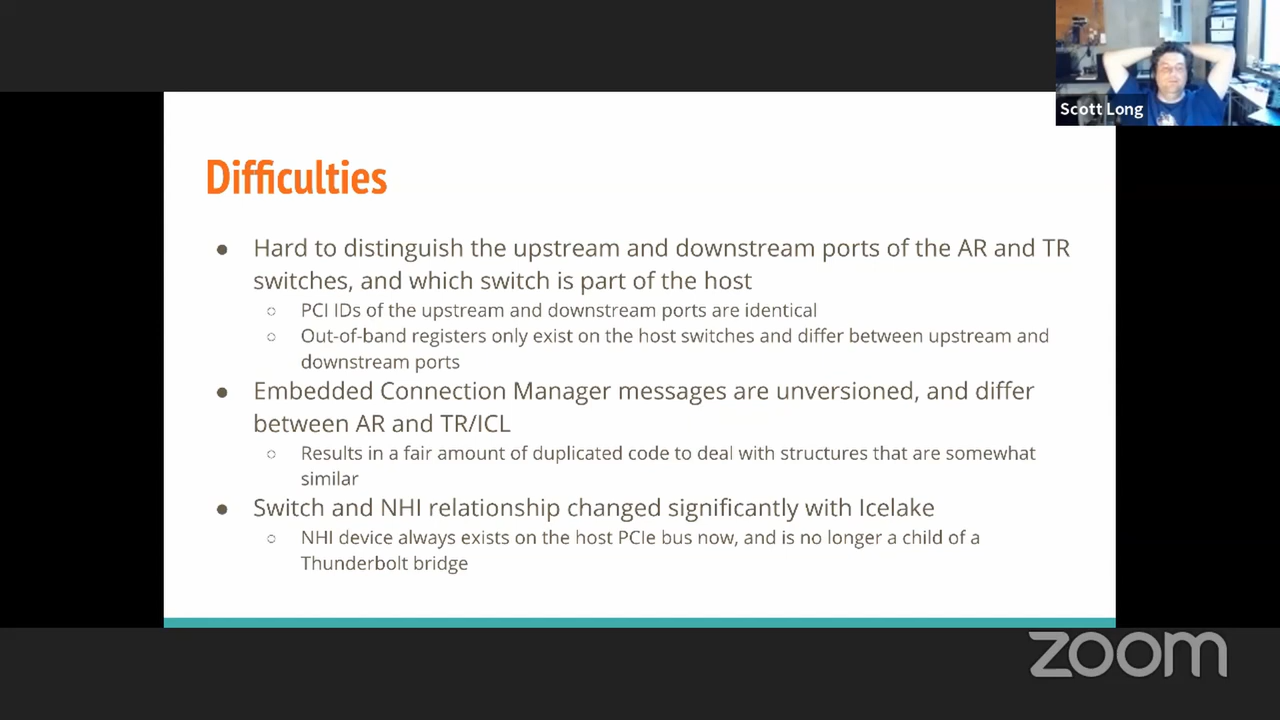 Scott Long
Difficulties
● Hard to distinguish the upstream and downstream ports of the AR and TR
switches, and which switch is part of the host
○ PCI IDs of the upstream and downstream ports are identical
○ Out-of-band registers only exist on the host switches and differ between upstream and
downstream ports
● Embedded Connection Manager messages are unversioned, and differ
between AR and TR/ICL
○ Results in a fair amount of duplicated code to deal with structures that are somewhat
similar
● Switch and NHI relationship changed significantly with Icelake
○ NHI device always exists on the host PCIe bus now, and is no longer a child of a
Thunderbolt bridge
zoom